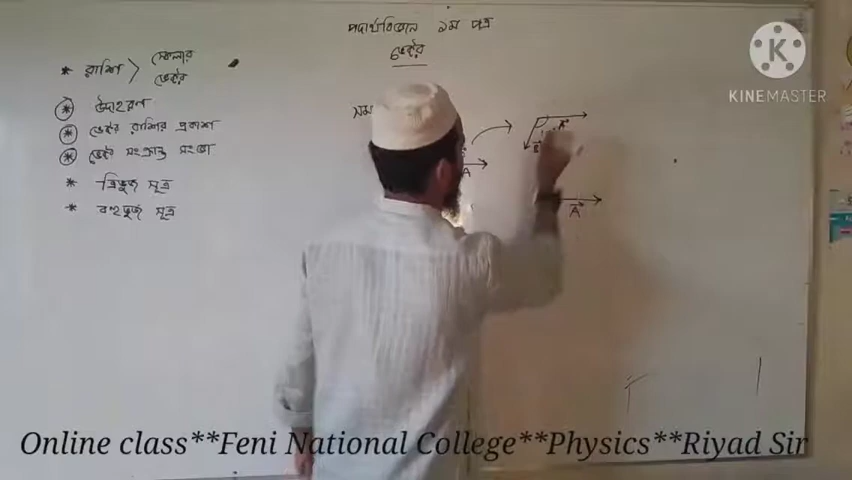 পদার্থবিজ্ঞান ১ম পত্র
ভেক্টর
* রাশি > স্কেলার
ভেক্টর
* উদাহরণ
* ভেক্টর রাশির প্রকাশ
* ভেক্টর সংক্রান্ত সংজ্ঞা
* ত্রিভুজ সূত্র
* বহুভুজ সূত্র
সম
A
A
B
A
K
KINEMASTER
Online class**Feni National College**Physics**Riyad Sir